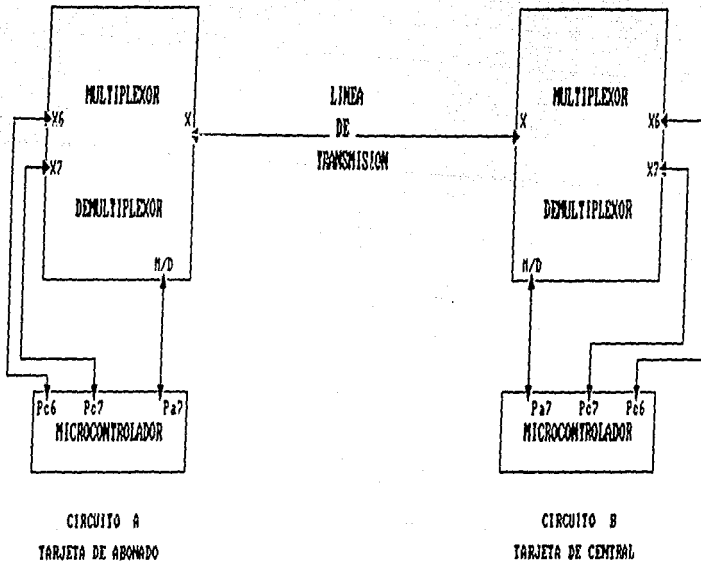 MULTIPLEXOR
X6
X
X7
DEMULTIPLEXOR
M/D
Pc6 Pc7 Pa7
MICROCONTROLADOR
CIRCUITO A
TARJETA DE ABONADO
LINEA
DE
TRANSMISION
MULTIPLEXOR
X
X6
X7
DEMULTIPLEXOR
M/D
Pa7 Pc7 Pc6
MICROCONTROLADOR
CIRCUITO B
TARJETA DE CENTRAL